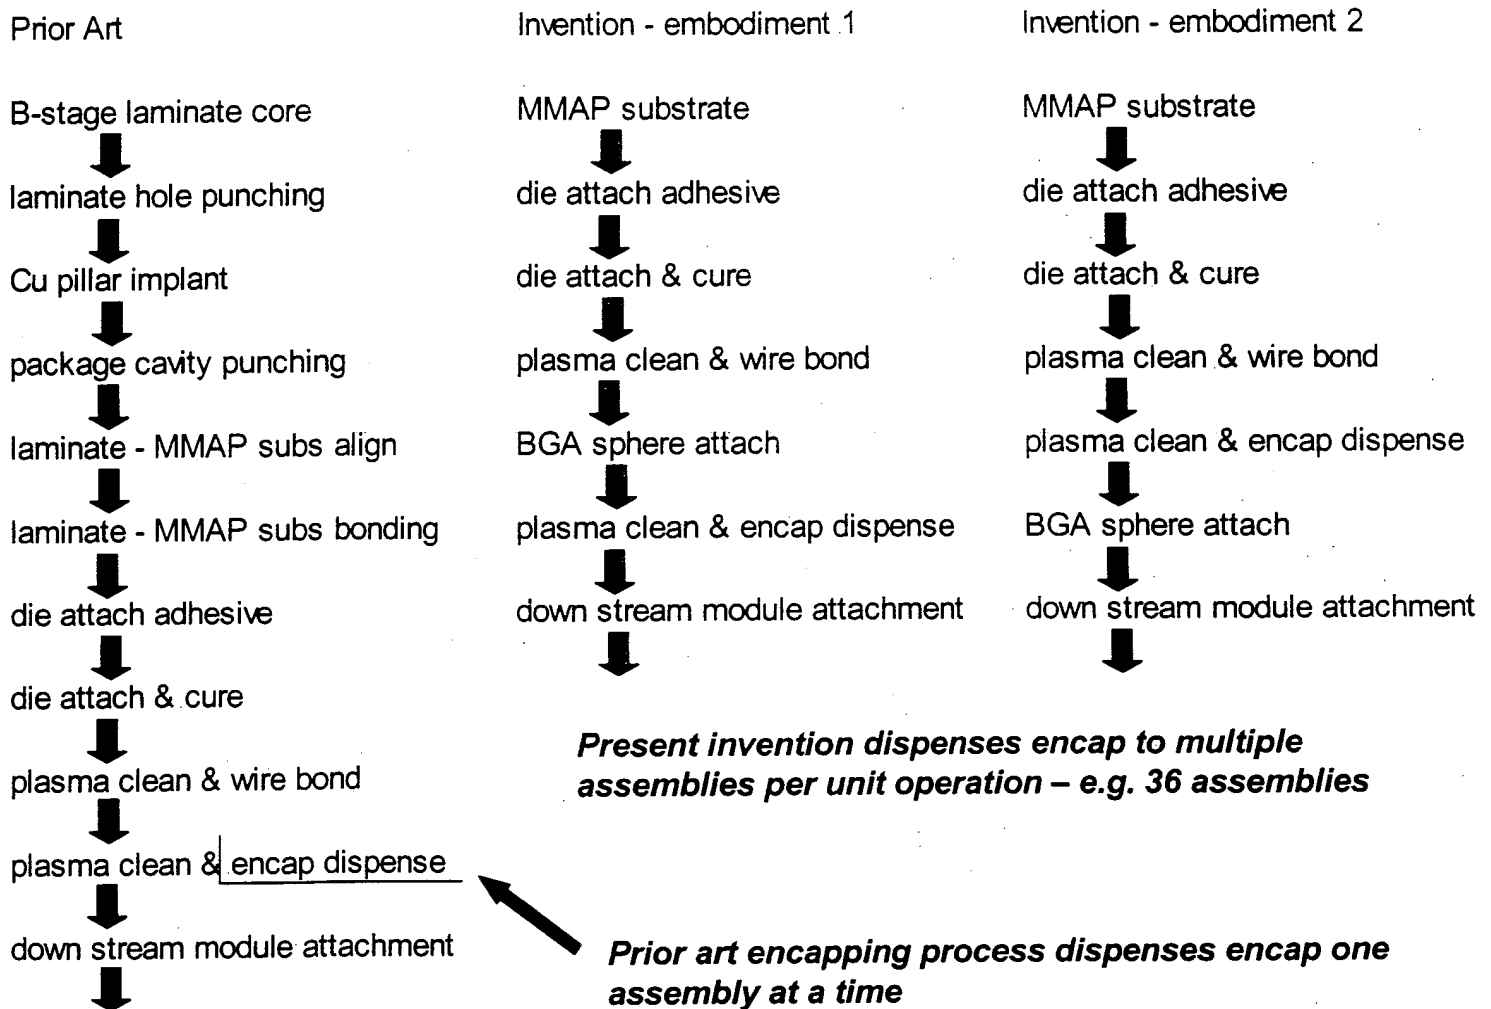 Prior Art
B-stage laminate core
laminate hole punching
Cu pillar implant
package cavity punching
laminate - MMAP subs align
laminate - MMAP subs bonding
die attach adhesive
die attach & cure
plasma clean & wire bond
plasma clean & encap dispense
down stream module attachment
Invention - embodiment 1
MMAP substrate
die attach adhesive
die attach & cure
plasma clean & wire bond
BGA sphere attach
plasma clean & encap dispense
down stream module attachment
Invention - embodiment 2
MMAP substrate
die attach adhesive
die attach & cure
plasma clean & wire bond
plasma clean & encap dispense
BGA sphere attach
down stream module attachment
Present invention dispenses encap to multiple
assemblies per unit operation – e.g. 36 assemblies
Prior art encapping process dispenses encap one
assembly at a time